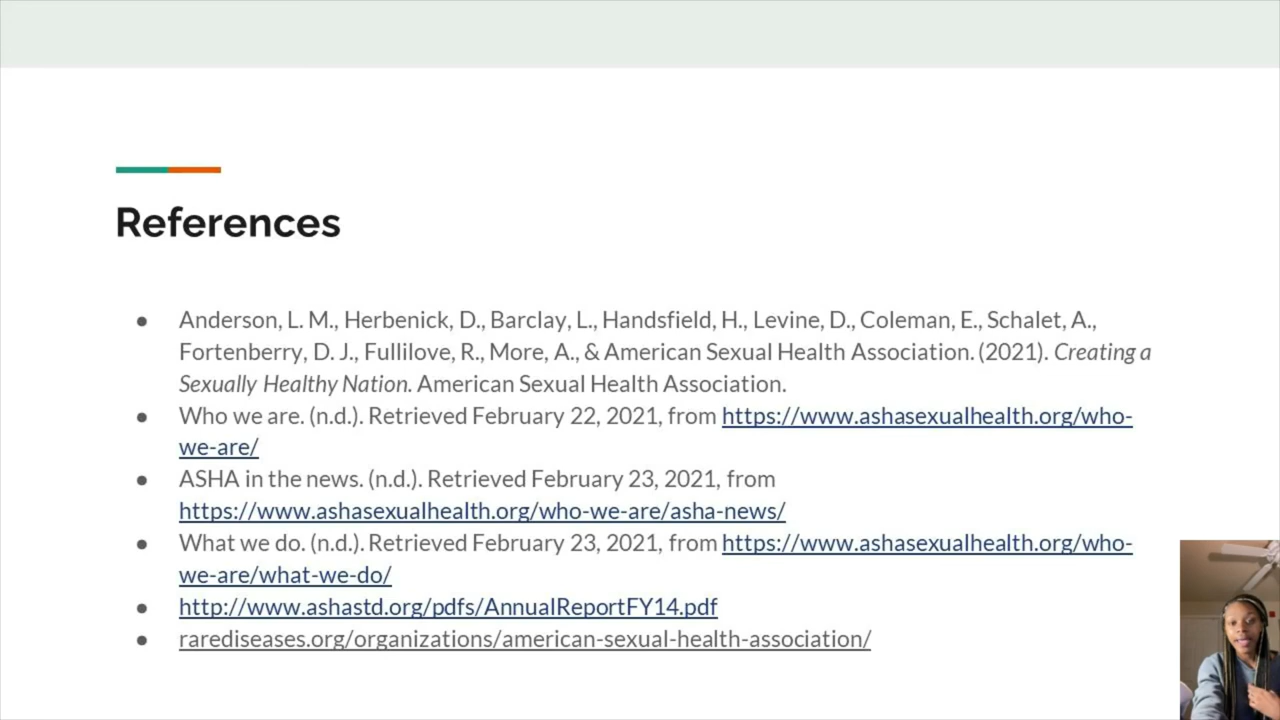 References
Anderson, L. M., Herbenick, D., Barclay, L., Handsfield, H., Levine, D., Coleman, E., Schalet, A.,
Fortenberry, D. J., Fullilove, R., More, A., & American Sexual Health Association. (2021). Creating a
Sexually Healthy Nation. American Sexual Health Association.
Who we are. (n.d.). Retrieved February 22, 2021, from https://www.ashasexualhealth.org/who-
we-are/
ASHA in the news. (n.d.). Retrieved February 23, 2021, from
https://www.ashasexualhealth.org/who-we-are/asha-news/
What we do. (n.d.). Retrieved February 23, 2021, from https://www.ashasexualhealth.org/who-
we-are/what-we-do/
http://www.ashastd.org/pdfs/AnnualReportFY14.pdf
rarediseases.org/organizations/american-sexual-health-association/